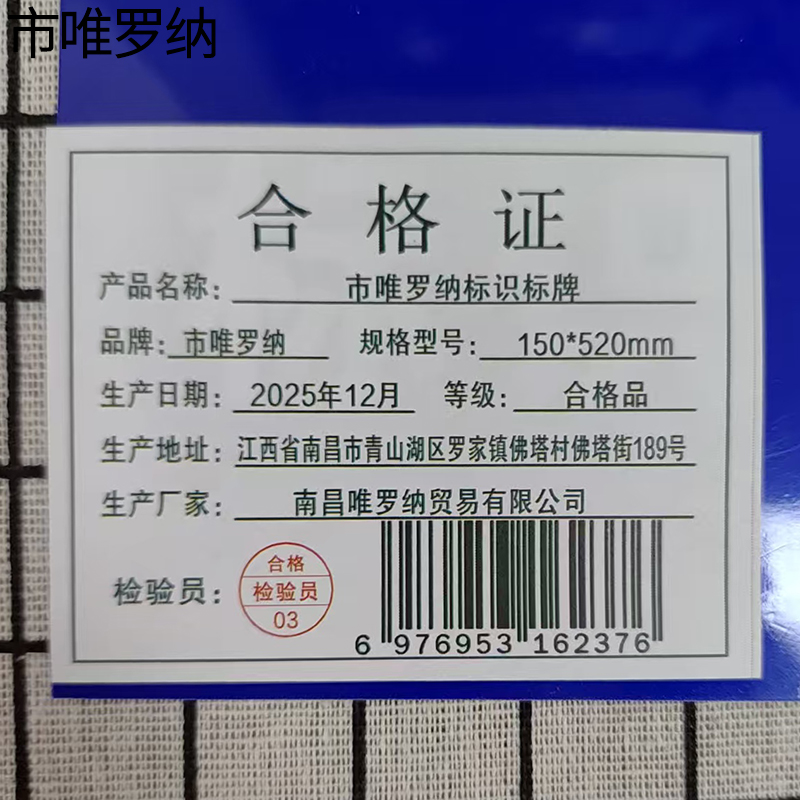 市唯罗纳
合格证
产品名称：市唯罗纳标识标牌
品牌：市唯罗纳 规格型号：150*520mm
生产日期：2025年12月 等级：合格品
生产地址：江西省南昌市青山湖区罗家镇佛塔村佛塔街189号
生产厂家：南昌唯罗纳贸易有限公司
检验员：
合格
检验员
03
6 976953 162376